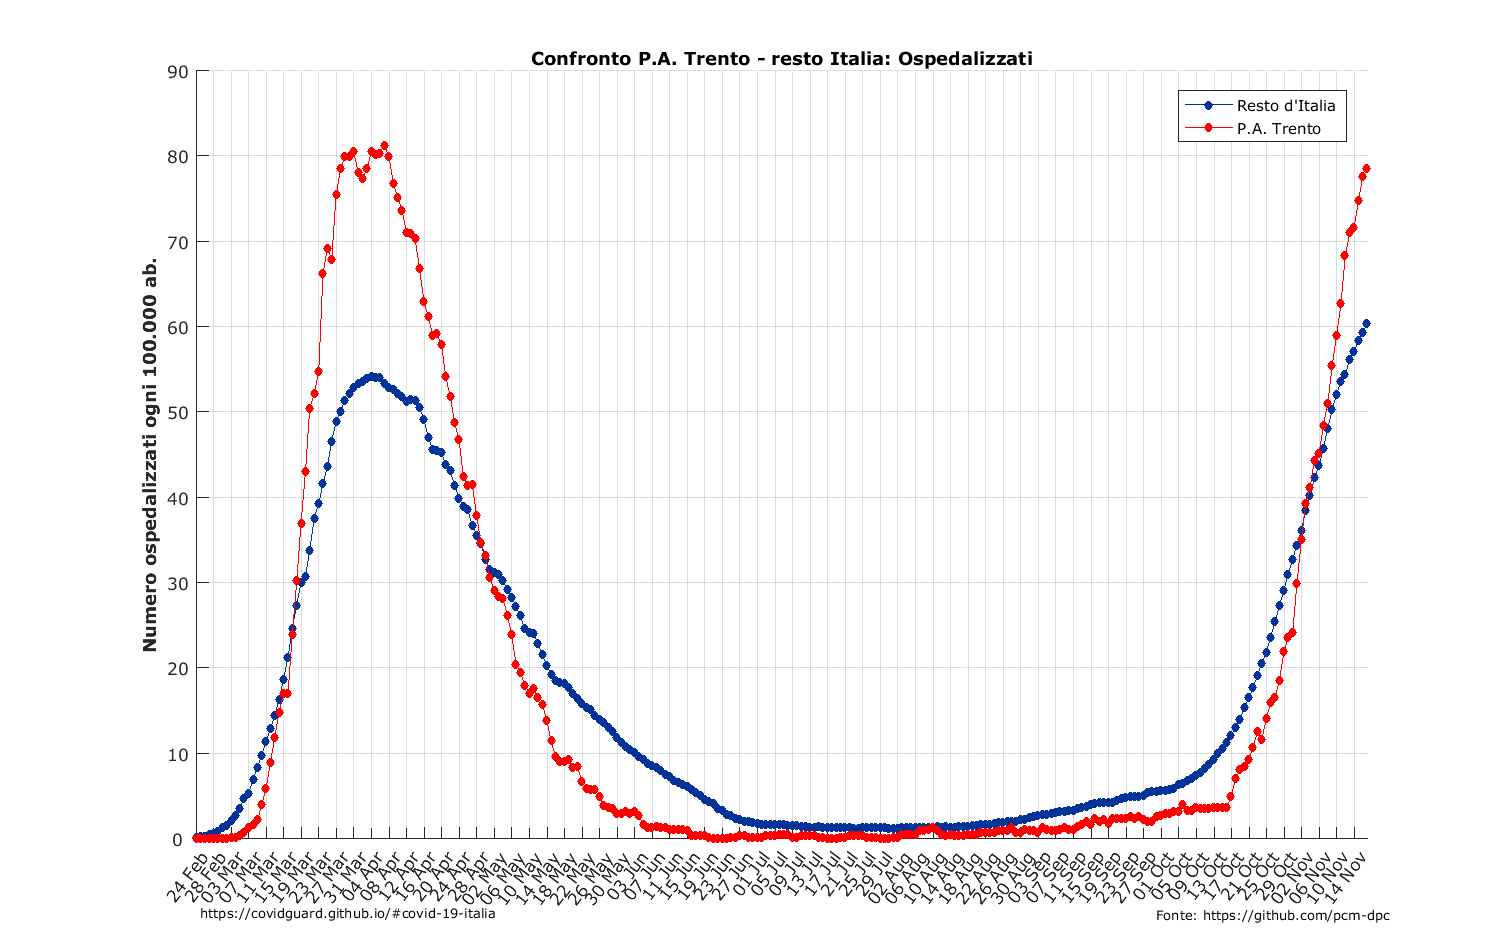 Confronto P.A. Trento - resto Italia: Ospedalizzati
Resto d'Italia
P.A. Trento
Numero ospedalizzati ogni 100.000 ab.
90
80
70
60
50
40
30
20
10
0
24 Feb
28 Feb
03 Mar
07 Mar
11 Mar
15 Mar
19 Mar
23 Mar
27 Mar
31 Mar
04 Apr
08 Apr
12 Apr
16 Apr
20 Apr
24 Apr
28 Apr
02 May
06 May
10 May
14 May
18 May
22 May
26 May
30 May
03 Jun
07 Jun
11 Jun
15 Jun
19 Jun
23 Jun
27 Jun
01 Jul
05 Jul
09 Jul
13 Jul
17 Jul
21 Jul
25 Jul
29 Jul
02 Aug
06 Aug
10 Aug
14 Aug
18 Aug
22 Aug
26 Aug
30 Aug
03 Sep
07 Sep
11 Sep
15 Sep
19 Sep
23 Sep
27 Sep
01 Oct
05 Oct
09 Oct
13 Oct
17 Oct
21 Oct
25 Oct
29 Oct
02 Nov
06 Nov
10 Nov
14 Nov
https://covidguard.github.io/#covid-19-italia
Fonte: https://github.com/pcm-dpc